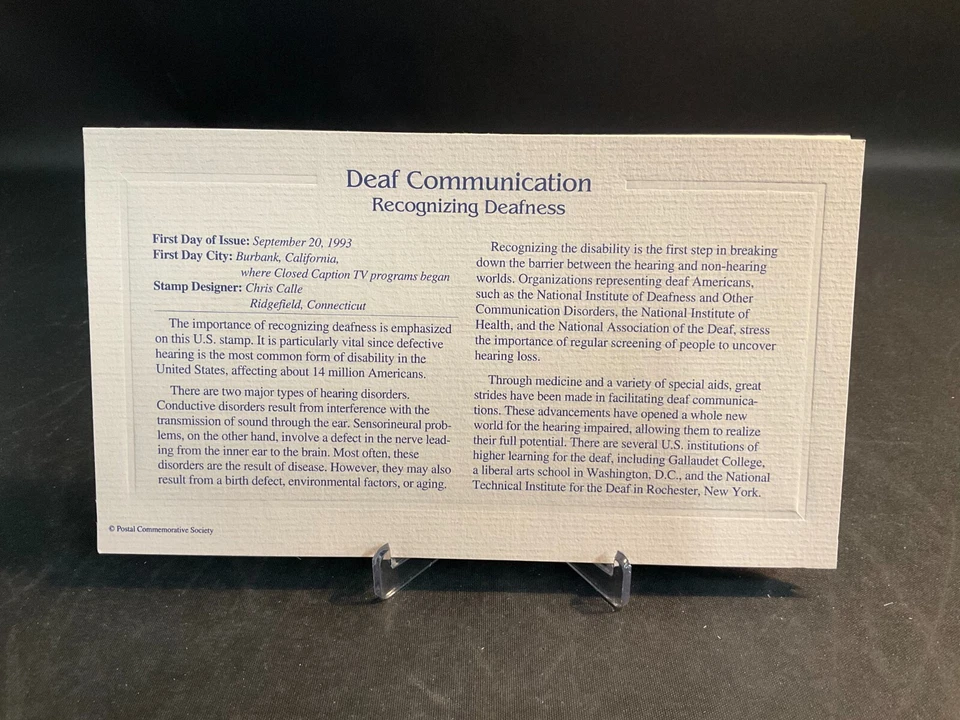 Deaf Communication
Recognizing Deafness
First Day of Issue: September 20, 1993
First Day City: Burbank, California,
where Closed Caption TV programs began
Stamp Designer: Chris Calle
Ridgefield, Connecticut
The importance of recognizing deafness is emphasized
on this U.S. stamp. It is particularly vital since defective
hearing is the most common form of disability in the
United States, affecting about 14 million Americans.
There are two major types of hearing disorders.
Conductive disorders result from interference with the
transmission of sound through the ear. Sensorineural prob-
lems, on the other hand, involve a defect in the nerve lead-
ing from the inner ear to the brain. Most often, these
disorders are the result of disease. However, they may also
result from a birth defect, environmental factors, or aging.
Recognizing the disability is the first step in breaking
down the barrier between the hearing and non-hearing
worlds. Organizations representing deaf Americans,
such as the National Institute of Deafness and Other
Communication Disorders, the National Institute of
Health, and the National Association of the Deaf, stress
the importance of regular screening of people to uncover
hearing loss.
Through medicine and a variety of special aids, great
strides have been made in facilitating deaf communica-
tions. These advancements have opened a whole new
world for the hearing impaired, allowing them to realize
their full potential. There are several U.S. institutions of
higher learning for the deaf, including Gallaudet College,
a liberal arts school in Washington, D.C., and the National
Technical Institute for the Deaf in Rochester, New York.
© Postal Commemorative Society